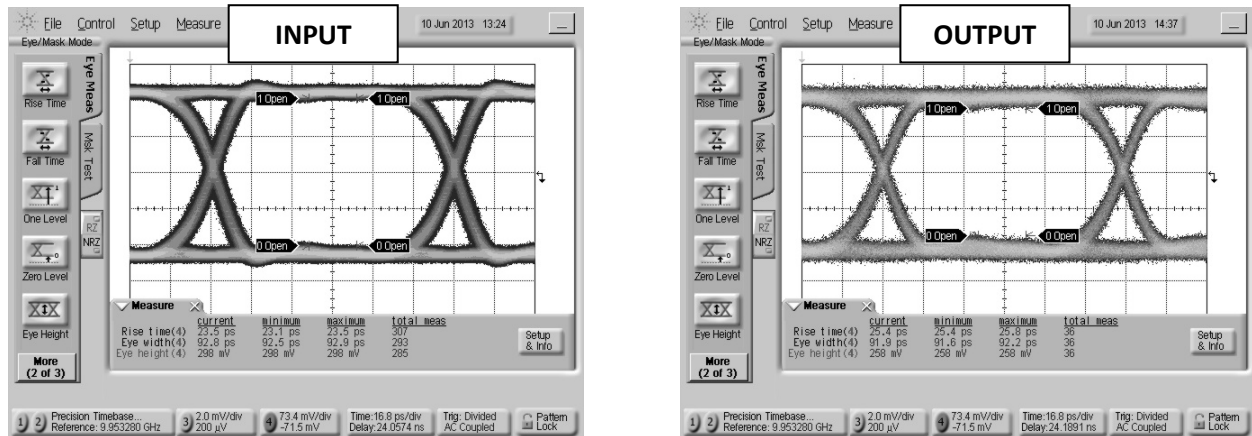 INPUT
File Control Setup Measure
10 Jun 2013 13:24
Eye/Mask Mode
Eye Meas
Msk Test
Rise Time
Fall Time
One Level
Zero Level
Eye Height
More
(2 of 3)
RZ
NRZ
1 Open 1 Open
0 Open 0 Open
Measure
current minimum maximum total meas
Rise time(4) 23.5 ps 23.1 ps 23.5 ps 307
Eye width(4) 92.8 ps 92.5 ps 92.9 ps 293
Eye height(4) 298 mV 298 mV 298 mV 285
Setup
& Info
1 2 Precision Timebase...
Reference: 9.953280 GHz
3 2.0 mV/div
200 µV
4 73.4 mV/div
-71.5 mV
Time:16.8 ps/div
Delay:24.0574 ns
Trig: Divided
AC Coupled
Pattern
Lock
OUTPUT
File Control Setup Measure
10 Jun 2013 14:37
Eye/Mask Mode
Eye Meas
Msk Test
Rise Time
Fall Time
One Level
Zero Level
Eye Height
More
(2 of 3)
RZ
NRZ
1 Open 1 Open
0 Open 0 Open
Measure
current minimum maximum total meas
Rise time(4) 25.4 ps 25.4 ps 25.8 ps 36
Eye width(4) 91.9 ps 91.6 ps 92.2 ps 36
Eye height(4) 258 mV 258 mV 258 mV 36
Setup
& Info
1 2 Precision Timebase...
Reference: 9.953280 GHz
3 2.0 mV/div
200 µV
4 73.4 mV/div
-71.5 mV
Time:16.8 ps/div
Delay:24.1891 ns
Trig: Divided
AC Coupled
Pattern
Lock